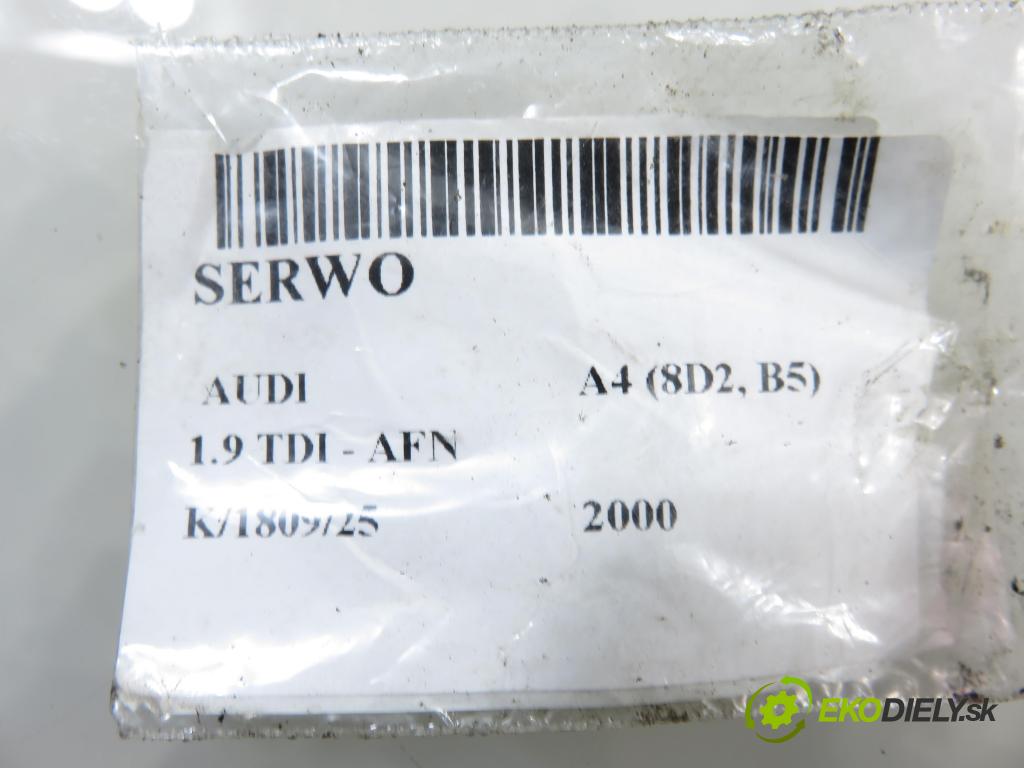 SERWO
AUDI A4 (8D2, B5)
1.9 TDI - AFN
K/1809/25 2000
EKODIELY.sk